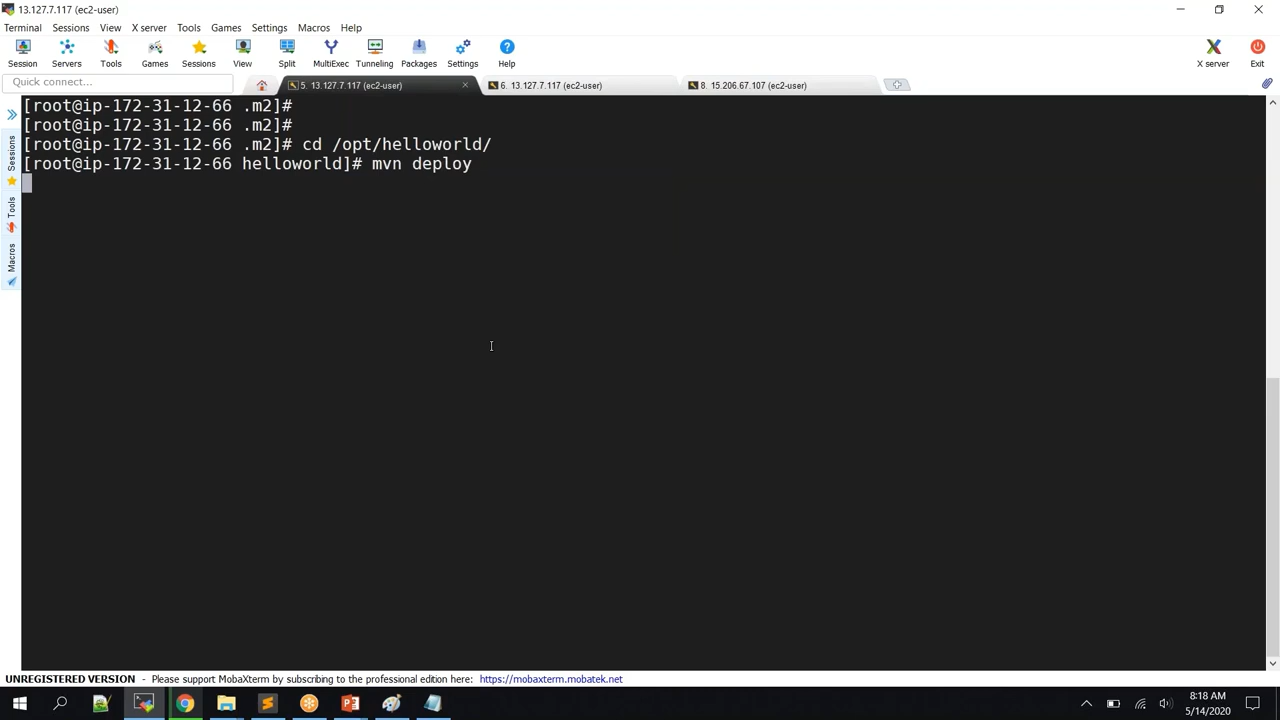 13.127.7.117 (ec2-user)
Terminal Sessions View X server Tools Games Settings Macros Help
Session Servers Tools Games Sessions View Split MultiExec Tunneling Packages Settings Help X server Exit
Quick connect... 5. 13.127.7.117 (ec2-user) 6. 13.127.7.117 (ec2-user) 8. 15.206.67.107 (ec2-user)
[root@ip-172-31-12-66 .m2]#
[root@ip-172-31-12-66 .m2]#
[root@ip-172-31-12-66 .m2]# cd /opt/helloworld/
[root@ip-172-31-12-66 helloworld]# mvn deploy
Sessions
Tools
Macros
UNREGISTERED VERSION - Please support MobaXterm by subscribing to the professional edition here: https://mobaxterm.mobatek.net
8:18 AM
5/14/2020